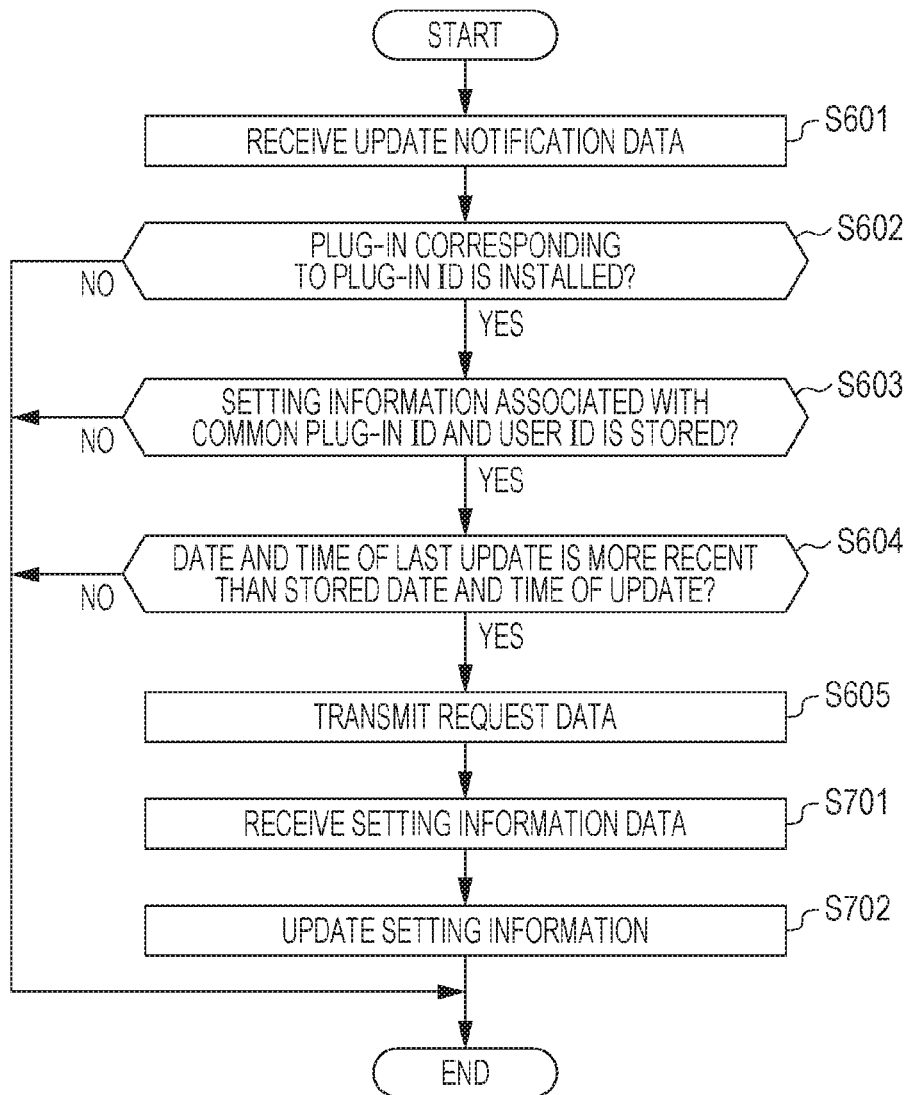 START
RECEIVE UPDATE NOTIFICATION DATA
S601
PLUG-IN CORRESPONDING
TO PLUG-IN ID IS INSTALLED?
S602
NO
YES
SETTING INFORMATION ASSOCIATED WITH
COMMON PLUG-IN ID AND USER ID IS STORED?
S603
NO
YES
DATE AND TIME OF LAST UPDATE IS MORE RECENT
THAN STORED DATE AND TIME OF UPDATE?
S604
NO
YES
TRANSMIT REQUEST DATA
S605
RECEIVE SETTING INFORMATION DATA
S701
UPDATE SETTING INFORMATION
S702
END